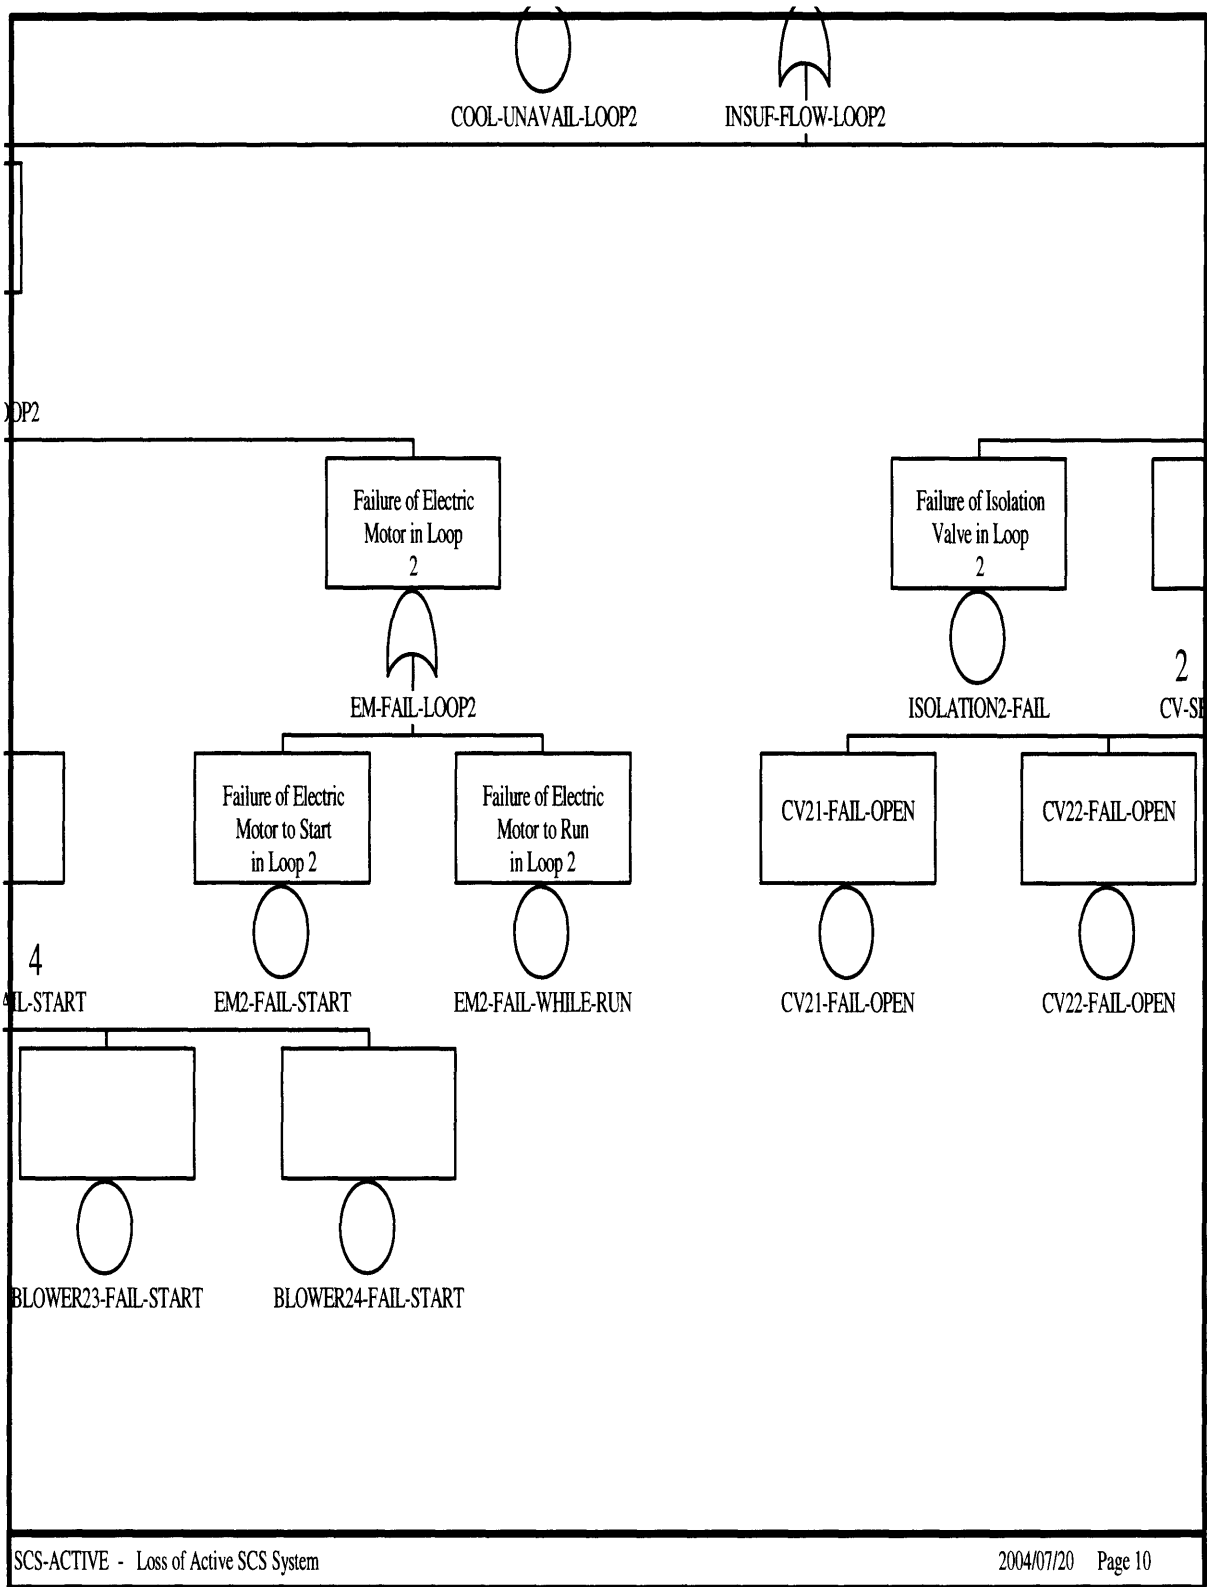 COOL-UNAVAIL-LOOP2 INSUF-FLOW-LOOP2
OP2
Failure of Electric
Motor in Loop
2
Failure of Isolation
Valve in Loop
2
EM-FAIL-LOOP2
ISOLATION2-FAIL
2
CV-S
Failure of Electric
Motor to Start
in Loop 2
Failure of Electric
Motor to Run
in Loop 2
CV21-FAIL-OPEN
CV22-FAIL-OPEN
4
IL-START
EM2-FAIL-START
EM2-FAIL-WHILE-RUN
CV21-FAIL-OPEN
CV22-FAIL-OPEN
BLOWER23-FAIL-START
BLOWER24-FAIL-START
SCS-ACTIVE - Loss of Active SCS System
2004/07/20 Page 10